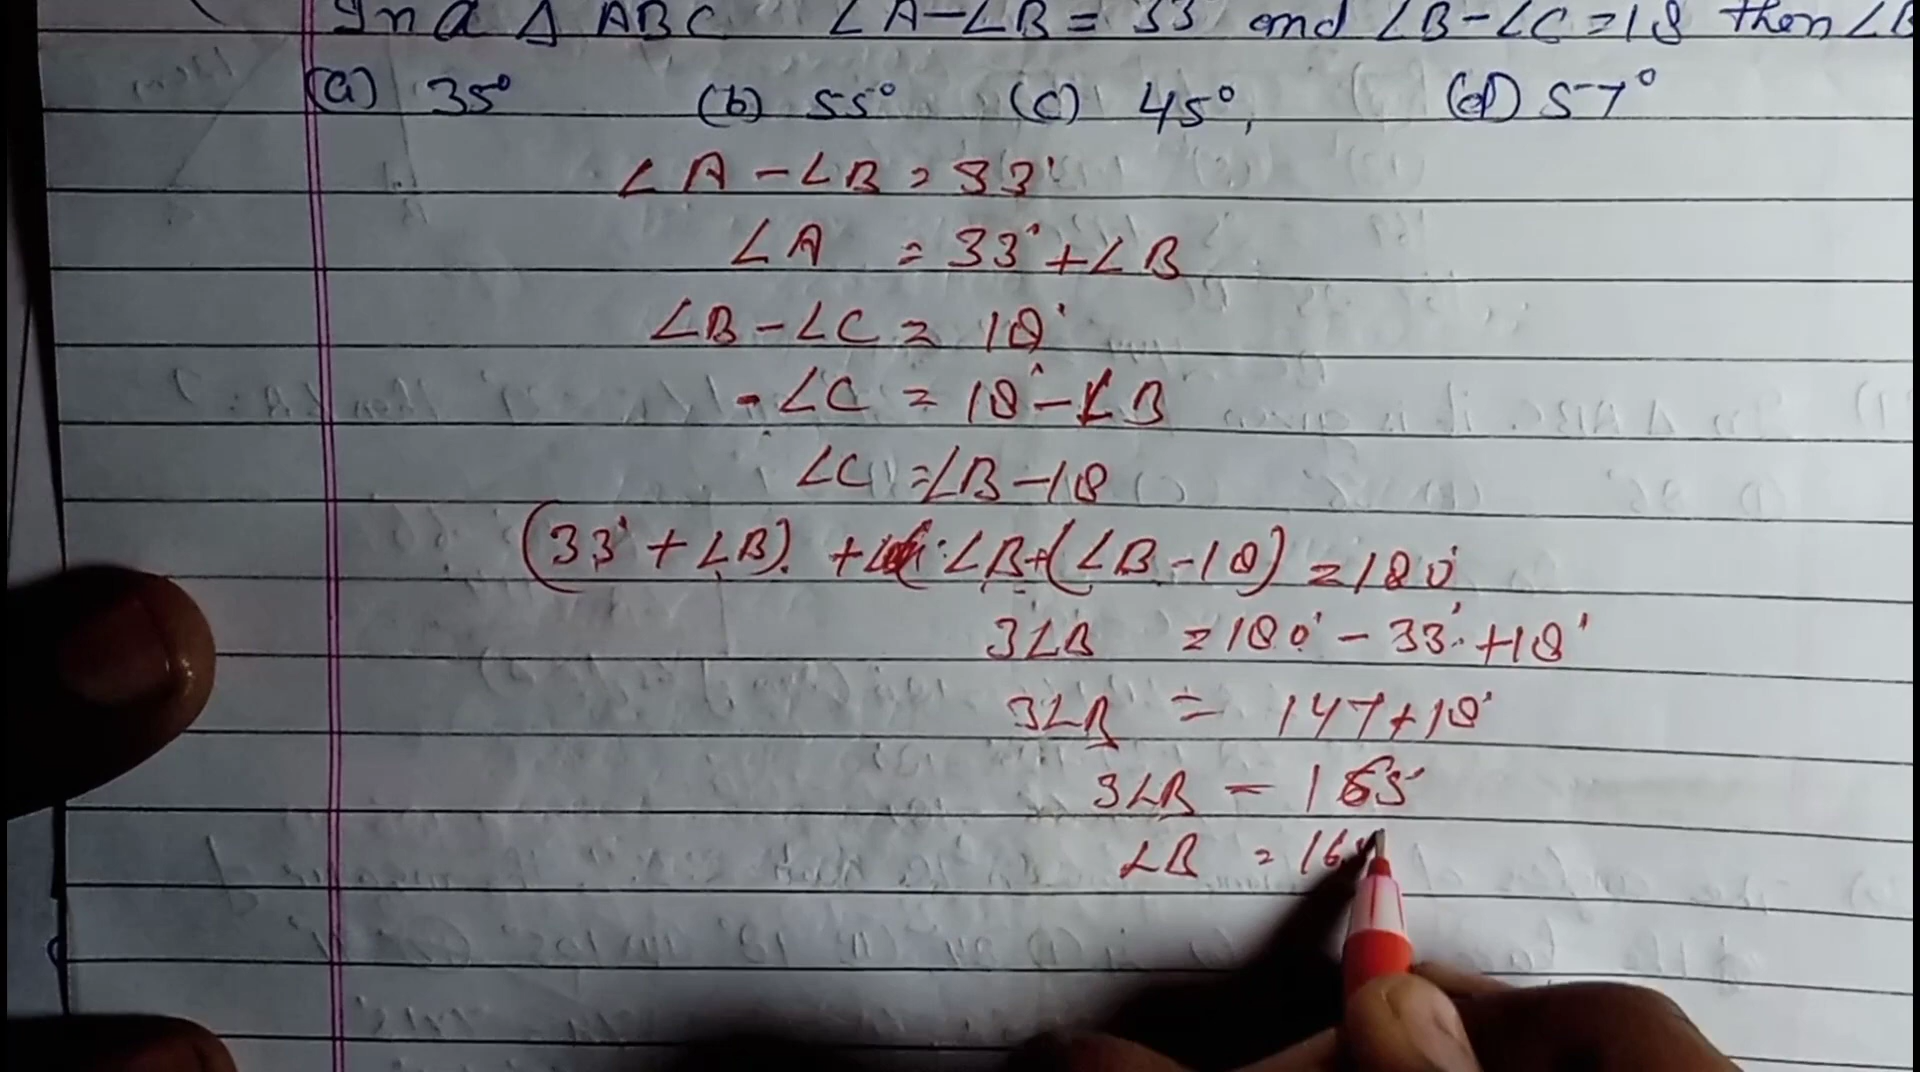 In a △ ABC ∠A-∠B = 33 and ∠B-∠C=18 then ∠B
(a) 35° (b) 55° (c) 45°, (d) 57°
∠A-∠B = 33°
∠A = 33°+∠B
∠B-∠C = 18°
-∠C = 18°-∠B
∠C =∠B-18
(33°+∠B) + ∠B+(∠B-18) =180°
3∠B =180°-33°+18°
3∠B = 147+18°
3∠B = 165°
∠B = 16